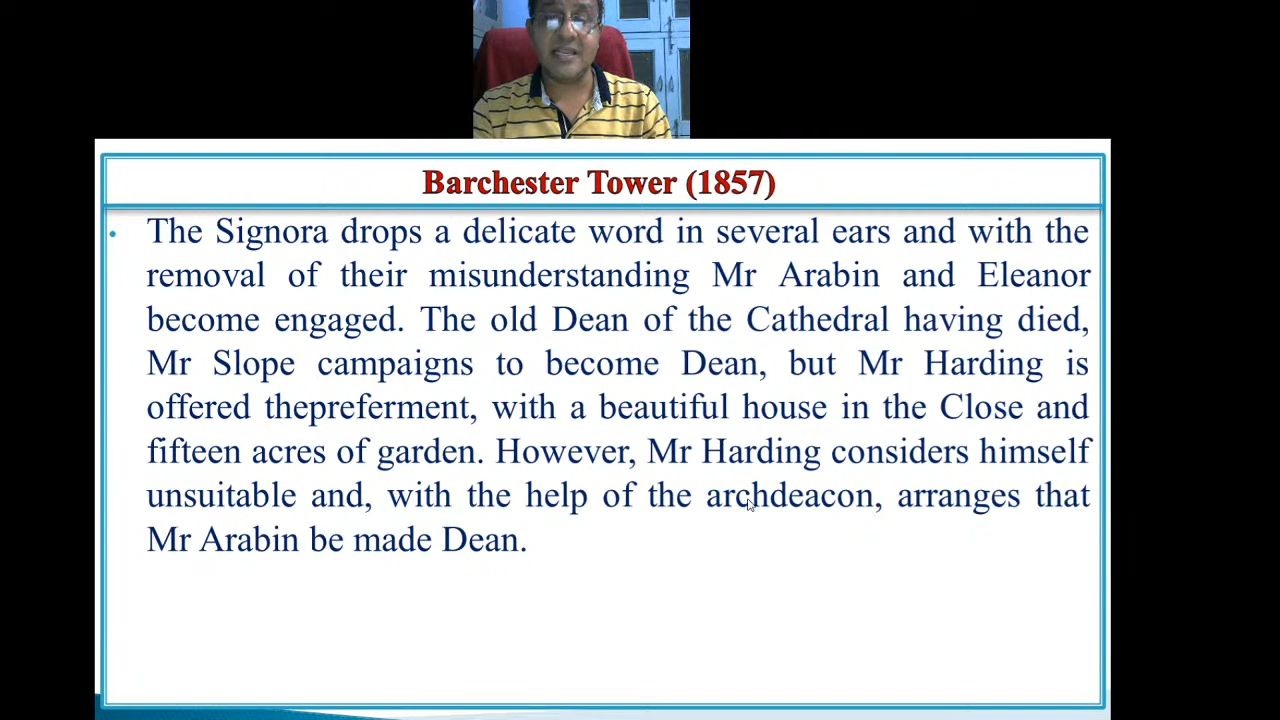 Barchester Tower (1857)
• The Signora drops a delicate word in several ears and with the
removal of their misunderstanding Mr Arabin and Eleanor
become engaged. The old Dean of the Cathedral having died,
Mr Slope campaigns to become Dean, but Mr Harding is
offered thepreferment, with a beautiful house in the Close and
fifteen acres of garden. However, Mr Harding considers himself
unsuitable and, with the help of the archdeacon, arranges that
Mr Arabin be made Dean.